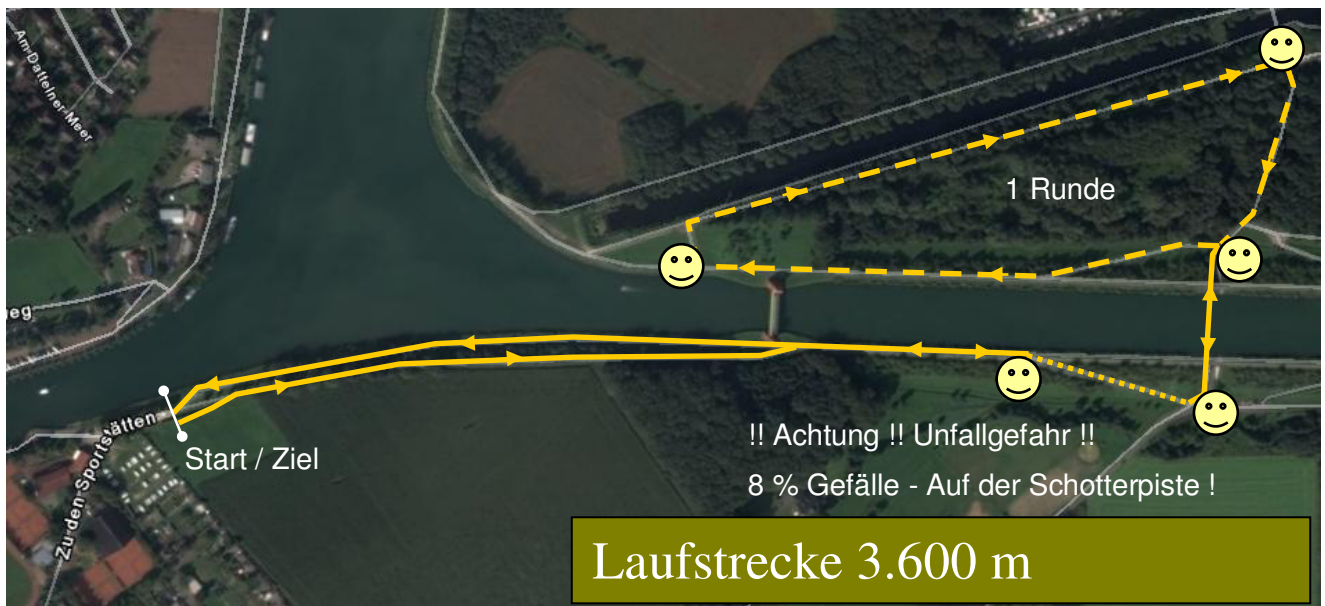 Am-Dattelner-Meer
1 Runde
eg
Start / Ziel
Zu den Sportstätten
!! Achtung !! Unfallgefahr !!
8 % Gefälle - Auf der Schotterpiste !
Laufstrecke 3.600 m